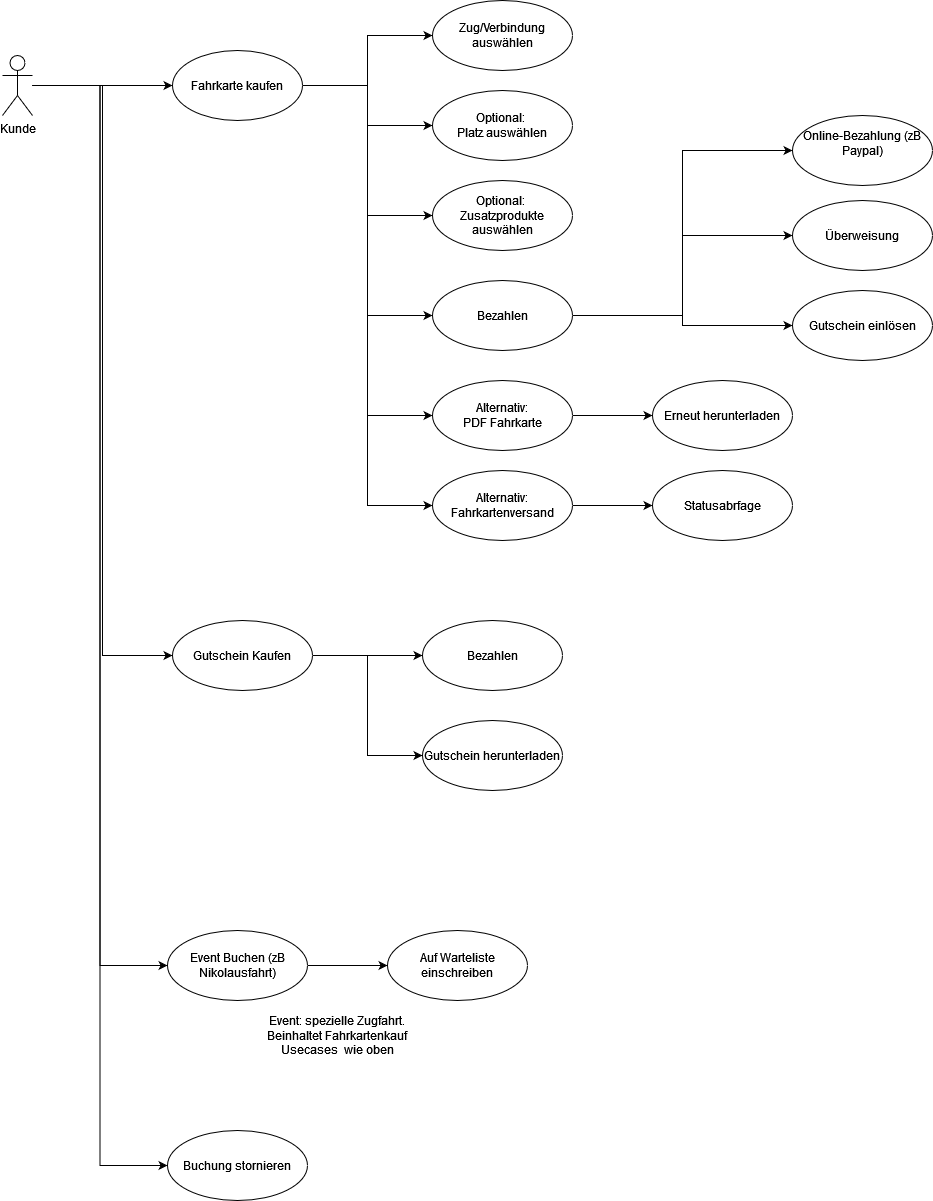 Kunde
Fahrkarte kaufen
Zug/Verbindung
auswählen
Optional:
Platz auswählen
Optional:
Zusatzprodukte
auswählen
Bezahlen
Online-Bezahlung (zB
Paypal)
Überweisung
Gutschein einlösen
Alternativ:
PDF Fahrkarte
Erneut herunterladen
Alternativ:
Fahrkartenversand
Statusabrfage
Gutschein Kaufen
Bezahlen
Gutschein herunterladen
Event Buchen (zB
Nikolausfahrt)
Auf Warteliste
einschreiben
Event: spezielle Zugfahrt.
Beinhaltet Fahrkartenkauf
Usecases wie oben
Buchung stornieren